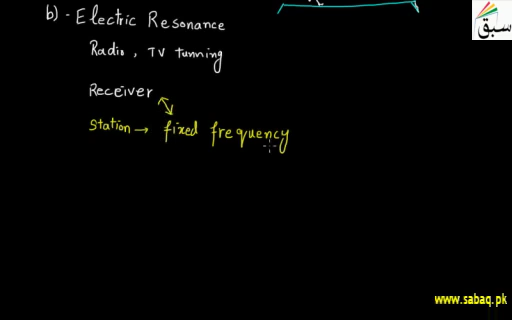 سبق
b) - Electric Resonance
Radio, TV tunning
Receiver
Station → fixed frequency
www.sabaq.pk